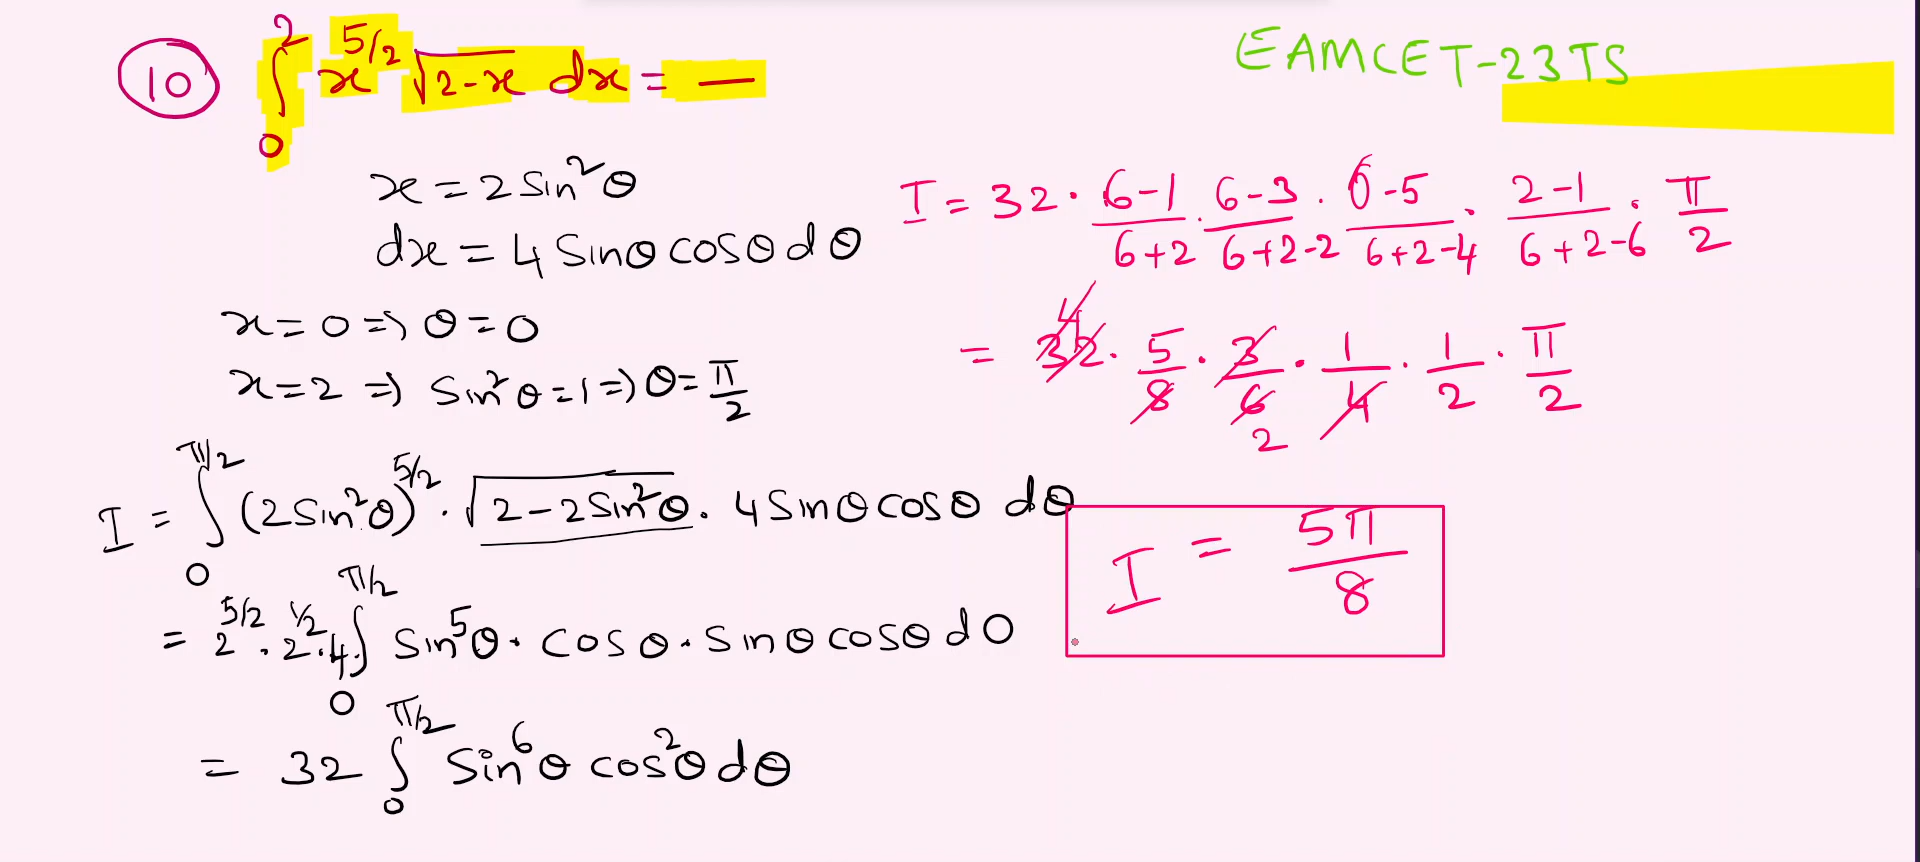 10 ∫₀² x^(5/2) √(2-x) dx = —
EAMCET-23TS
x = 2 sin²θ
dx = 4 sinθ cosθ dθ
x = 0 ⇒ θ = 0
x = 2 ⇒ sin²θ = 1 ⇒ θ = π/2
I = ∫₀^(π/2) (2sin²θ)^(5/2) · √(2-2sin²θ) · 4 sinθ cosθ dθ
= 2^(5/2) · 2^(1/2) · 4 · ∫₀^(π/2) sin⁵θ · cosθ · sinθ cosθ dθ
= 32 ∫₀^(π/2) sin⁶θ cos²θ dθ
I = 32 · (6-1)/(6+2) · (6-3)/(6+2-2) · (6-5)/(6+2-4) · (2-1)/(6+2-6) · π/2
4
= 32 · 5/8 · 3/6 · 1/4 · 1/2 · π/2
2
I = 5π/8